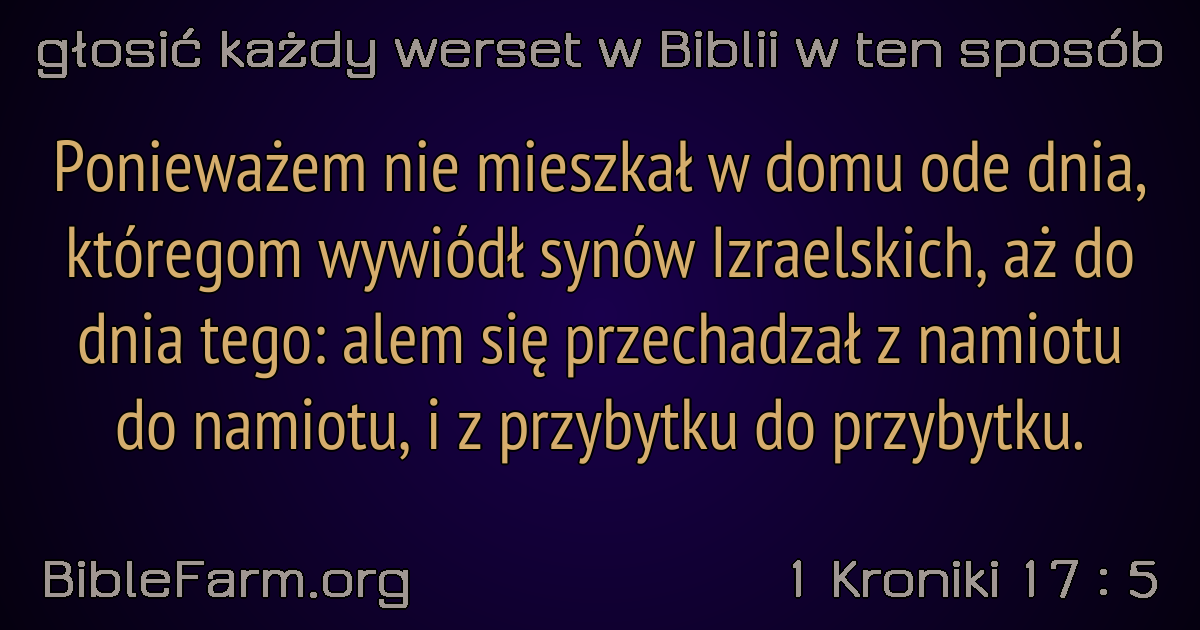 głosić każdy werset w Biblii w ten sposób
Ponieważem nie mieszkał w domu ode dnia,
któregom wywiódł synów Izraelskich, aż do
dnia tego: alem się przechadzał z namiotu
do namiotu, i z przybytku do przybytku.
BibleFarm.org
1 Kroniki 17 : 5